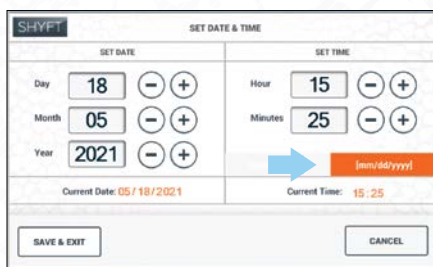 SHYFT
SET DATE & TIME
SET DATE
SET TIME
Day 18 − +
Hour 15 − +
Month 05 − +
Minutes 25 − +
Year 2021 − +
[mm/dd/yyyy]
Current Date: 05/18/2021
Current Time: 15:25
SAVE & EXIT
CANCEL